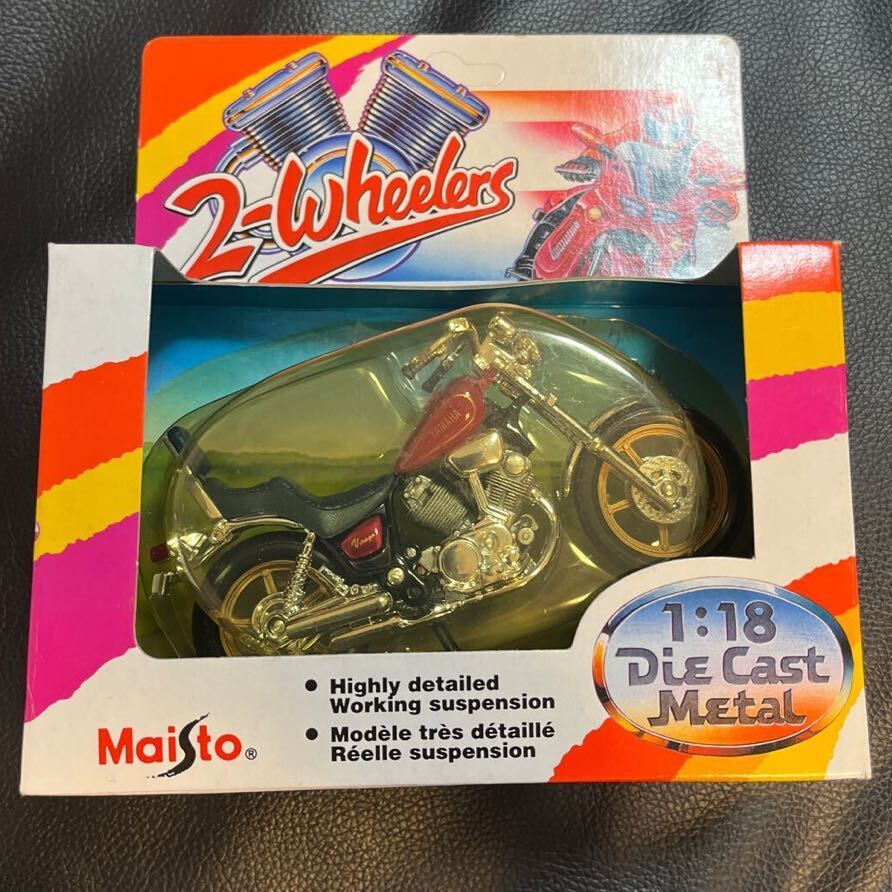 2-Wheelers
YAMAHA
Virago
1:18
Die Cast
Metal
• Highly detailed
Working suspension
• Modèle très détaillé
Réelle suspension
Maisto®